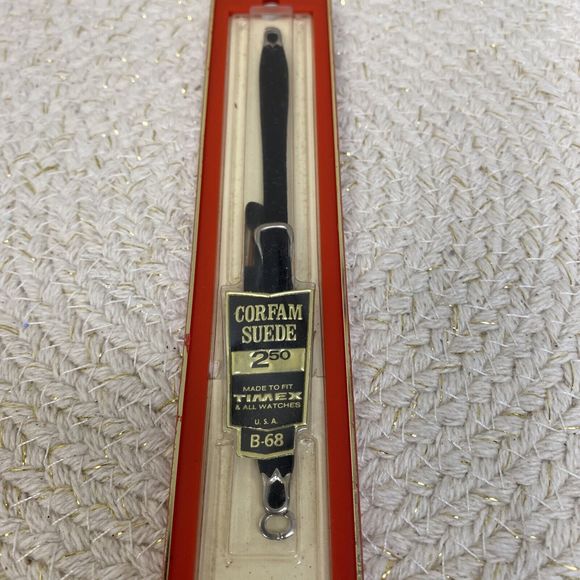 CORFAM
SUEDE
2.50
MADE TO FIT
TIMEX
& ALL WATCHES
U.S.A.
B-68